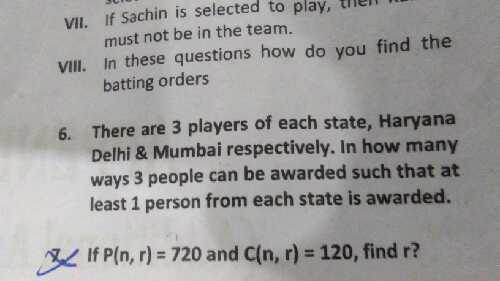 VII. If Sachin is selected to play, then
must not be in the team.
VIII. In these questions how do you find the
batting orders
6. There are 3 players of each state, Haryana
Delhi & Mumbai respectively. In how many
ways 3 people can be awarded such that at
least 1 person from each state is awarded.
7. If P(n, r) = 720 and C(n, r) = 120, find r?